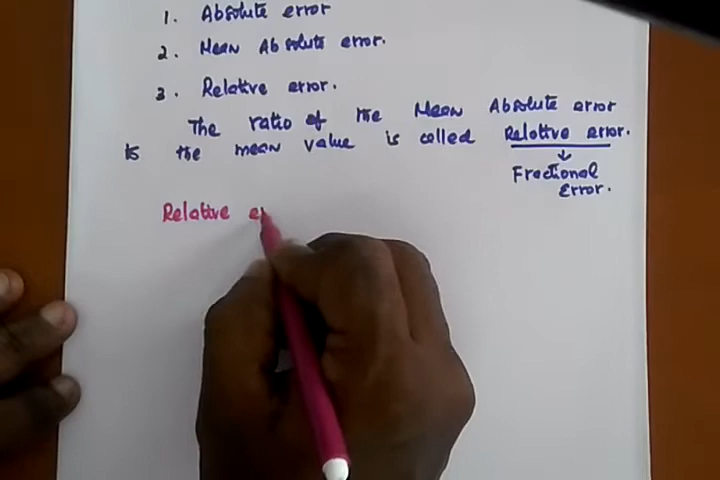 1. Absolute error
2. Mean Absolute error.
3. Relative error.
The ratio of the Mean Absolute error
to the mean value is called Relative error.
Fractional
Error.
Relative e